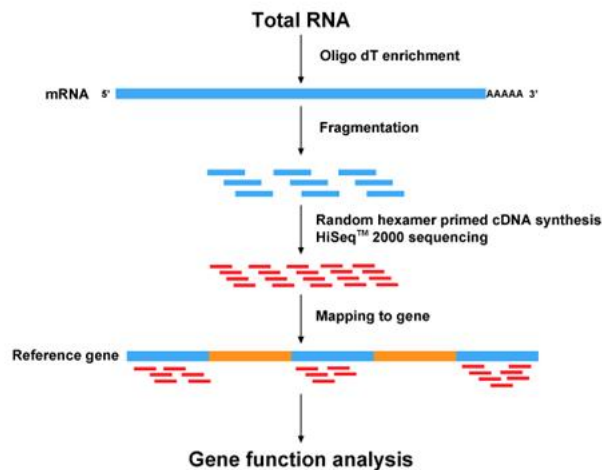 Total RNA
Oligo dT enrichment
mRNA 5' AAAAA 3'
Fragmentation
Random hexamer primed cDNA synthesis
HiSeq™ 2000 sequencing
Mapping to gene
Reference gene
Gene function analysis